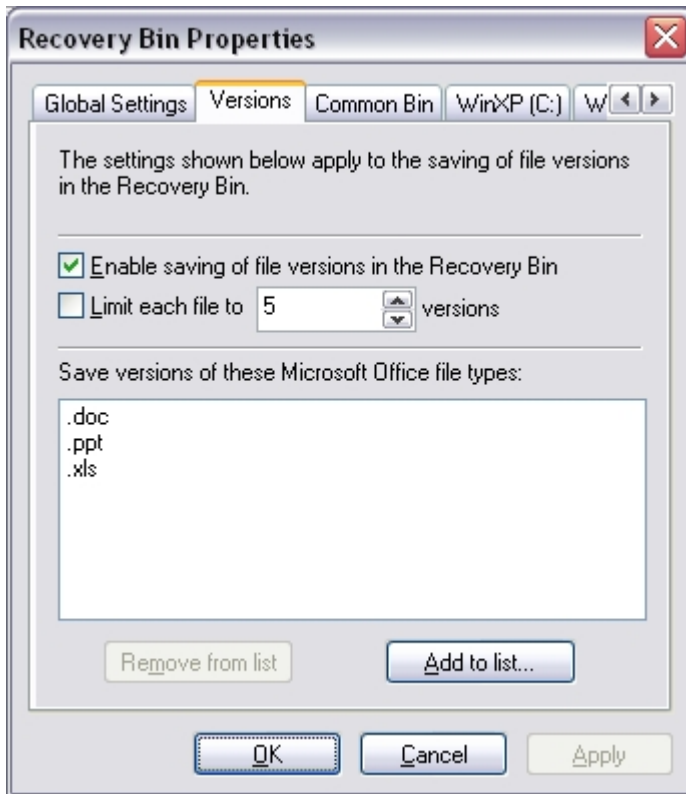 Recovery Bin Properties
Global Settings Versions Common Bin WinXP (C:) W
The settings shown below apply to the saving of file versions
in the Recovery Bin.
Enable saving of file versions in the Recovery Bin
Limit each file to 5 versions
Save versions of these Microsoft Office file types:
.doc
.ppt
.xls
Remove from list Add to list...
OK Cancel Apply